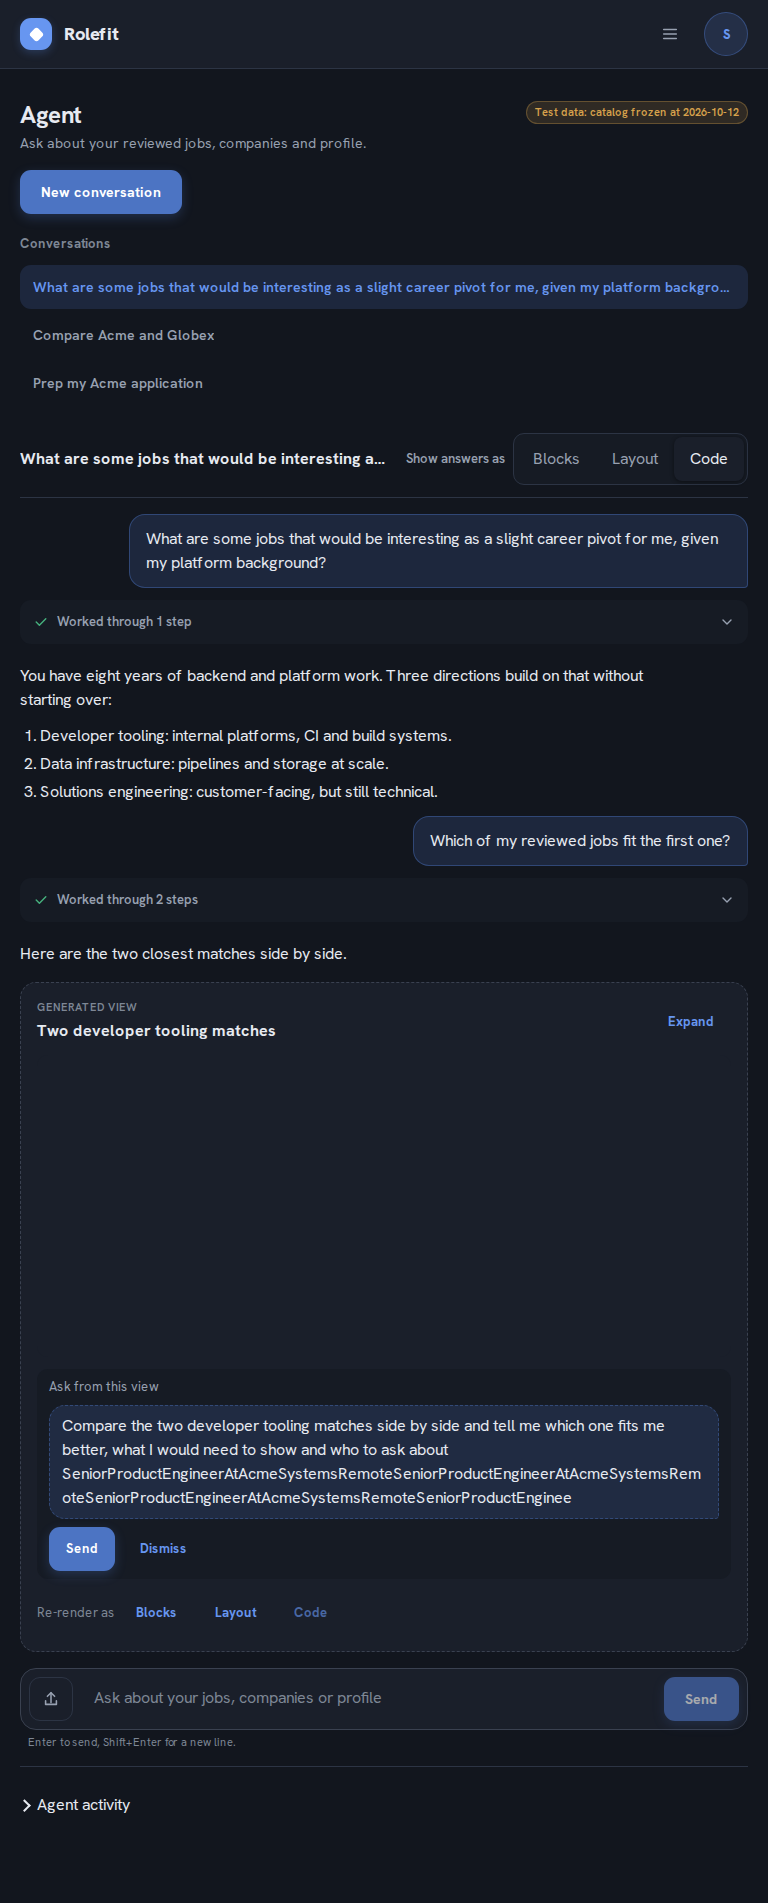 Rolefit
S
Agent
Test data: catalog frozen at 2026-10-12
Ask about your reviewed jobs, companies and profile.
New conversation
Conversations
What are some jobs that would be interesting as a slight career pivot for me, given my platform backgro...
Compare Acme and Globex
Prep my Acme application
What are some jobs that would be interesting a...
Show answers as
Blocks
Layout
Code
What are some jobs that would be interesting as a slight career pivot for me, given
my platform background?
Worked through 1 step
You have eight years of backend and platform work. Three directions build on that without
starting over:
1. Developer tooling: internal platforms, CI and build systems.
2. Data infrastructure: pipelines and storage at scale.
3. Solutions engineering: customer-facing, but still technical.
Which of my reviewed jobs fit the first one?
Worked through 2 steps
Here are the two closest matches side by side.
GENERATED VIEW
Two developer tooling matches
Expand
Ask from this view
Compare the two developer tooling matches side by side and tell me which one fits me
better, what I would need to show and who to ask about
SeniorProductEngineerAtAcmeSystemsRemoteSeniorProductEngineerAtAcmeSystemsRem
oteSeniorProductEngineerAtAcmeSystemsRemoteSeniorProductEnginee
Send
Dismiss
Re-render as
Blocks
Layout
Code
Ask about your jobs, companies or profile
Send
Enter to send, Shift+Enter for a new line.
Agent activity